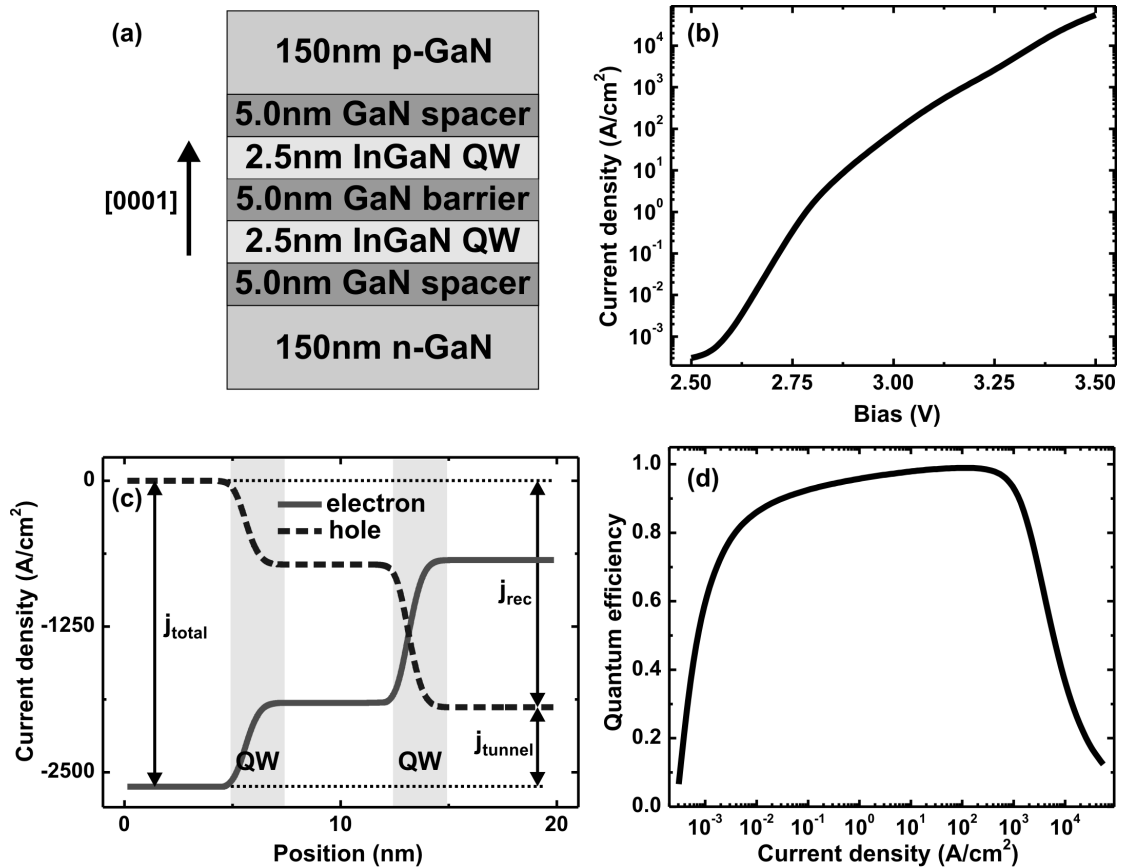 (a)
150nm p-GaN
5.0nm GaN spacer
2.5nm InGaN QW
5.0nm GaN barrier
2.5nm InGaN QW
5.0nm GaN spacer
150nm n-GaN
[0001]
(b)
Current density (A/cm²)
10⁴
10³
10²
10¹
10⁰
10⁻¹
10⁻²
10⁻³
2.50 2.75 3.00 3.25 3.50
Bias (V)
(c)
Current density (A/cm²)
0
-1250
-2500
electron
hole
j_total
j_rec
j_tunnel
QW QW
0 10 20
Position (nm)
(d)
Quantum efficiency
1.0
0.8
0.6
0.4
0.2
0.0
10⁻³ 10⁻² 10⁻¹ 10⁰ 10¹ 10² 10³ 10⁴
Current density (A/cm²)